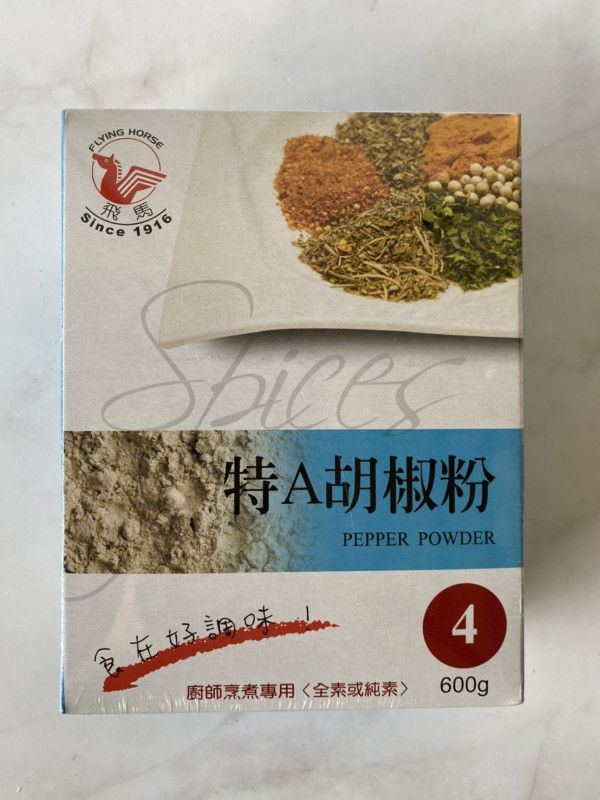 FLYING HORSE
飛馬
Since 1916
Spices
特A胡椒粉
PEPPER POWDER
食在好調味!
4
廚師烹煮專用〈全素或純素〉
600g